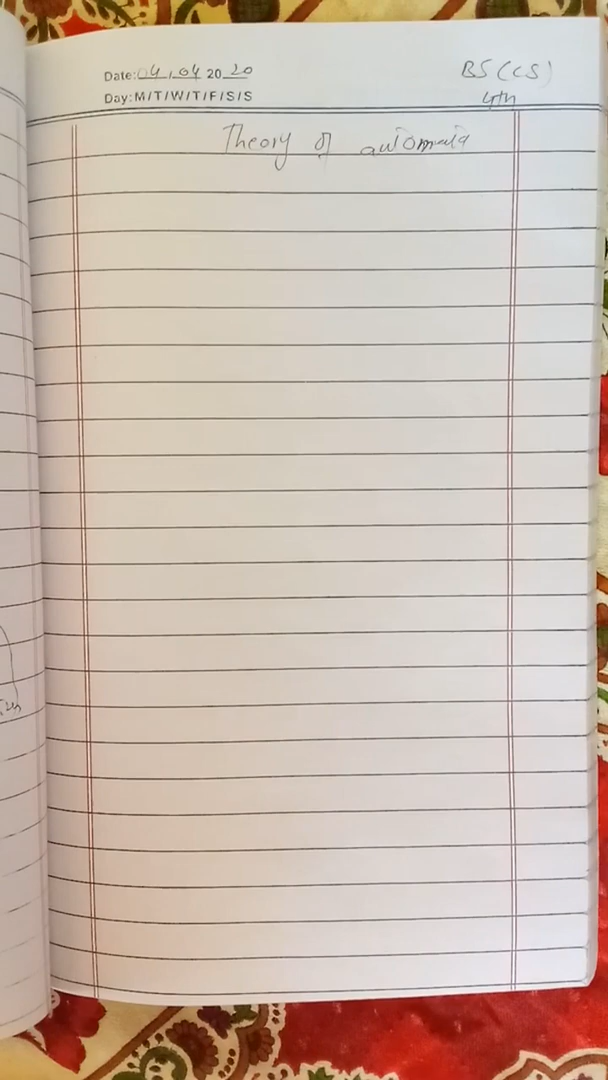 Date: 04, 04 2020 BS (CS)
Day: M/T/W/T/F/S/S 4th
Theory of automata